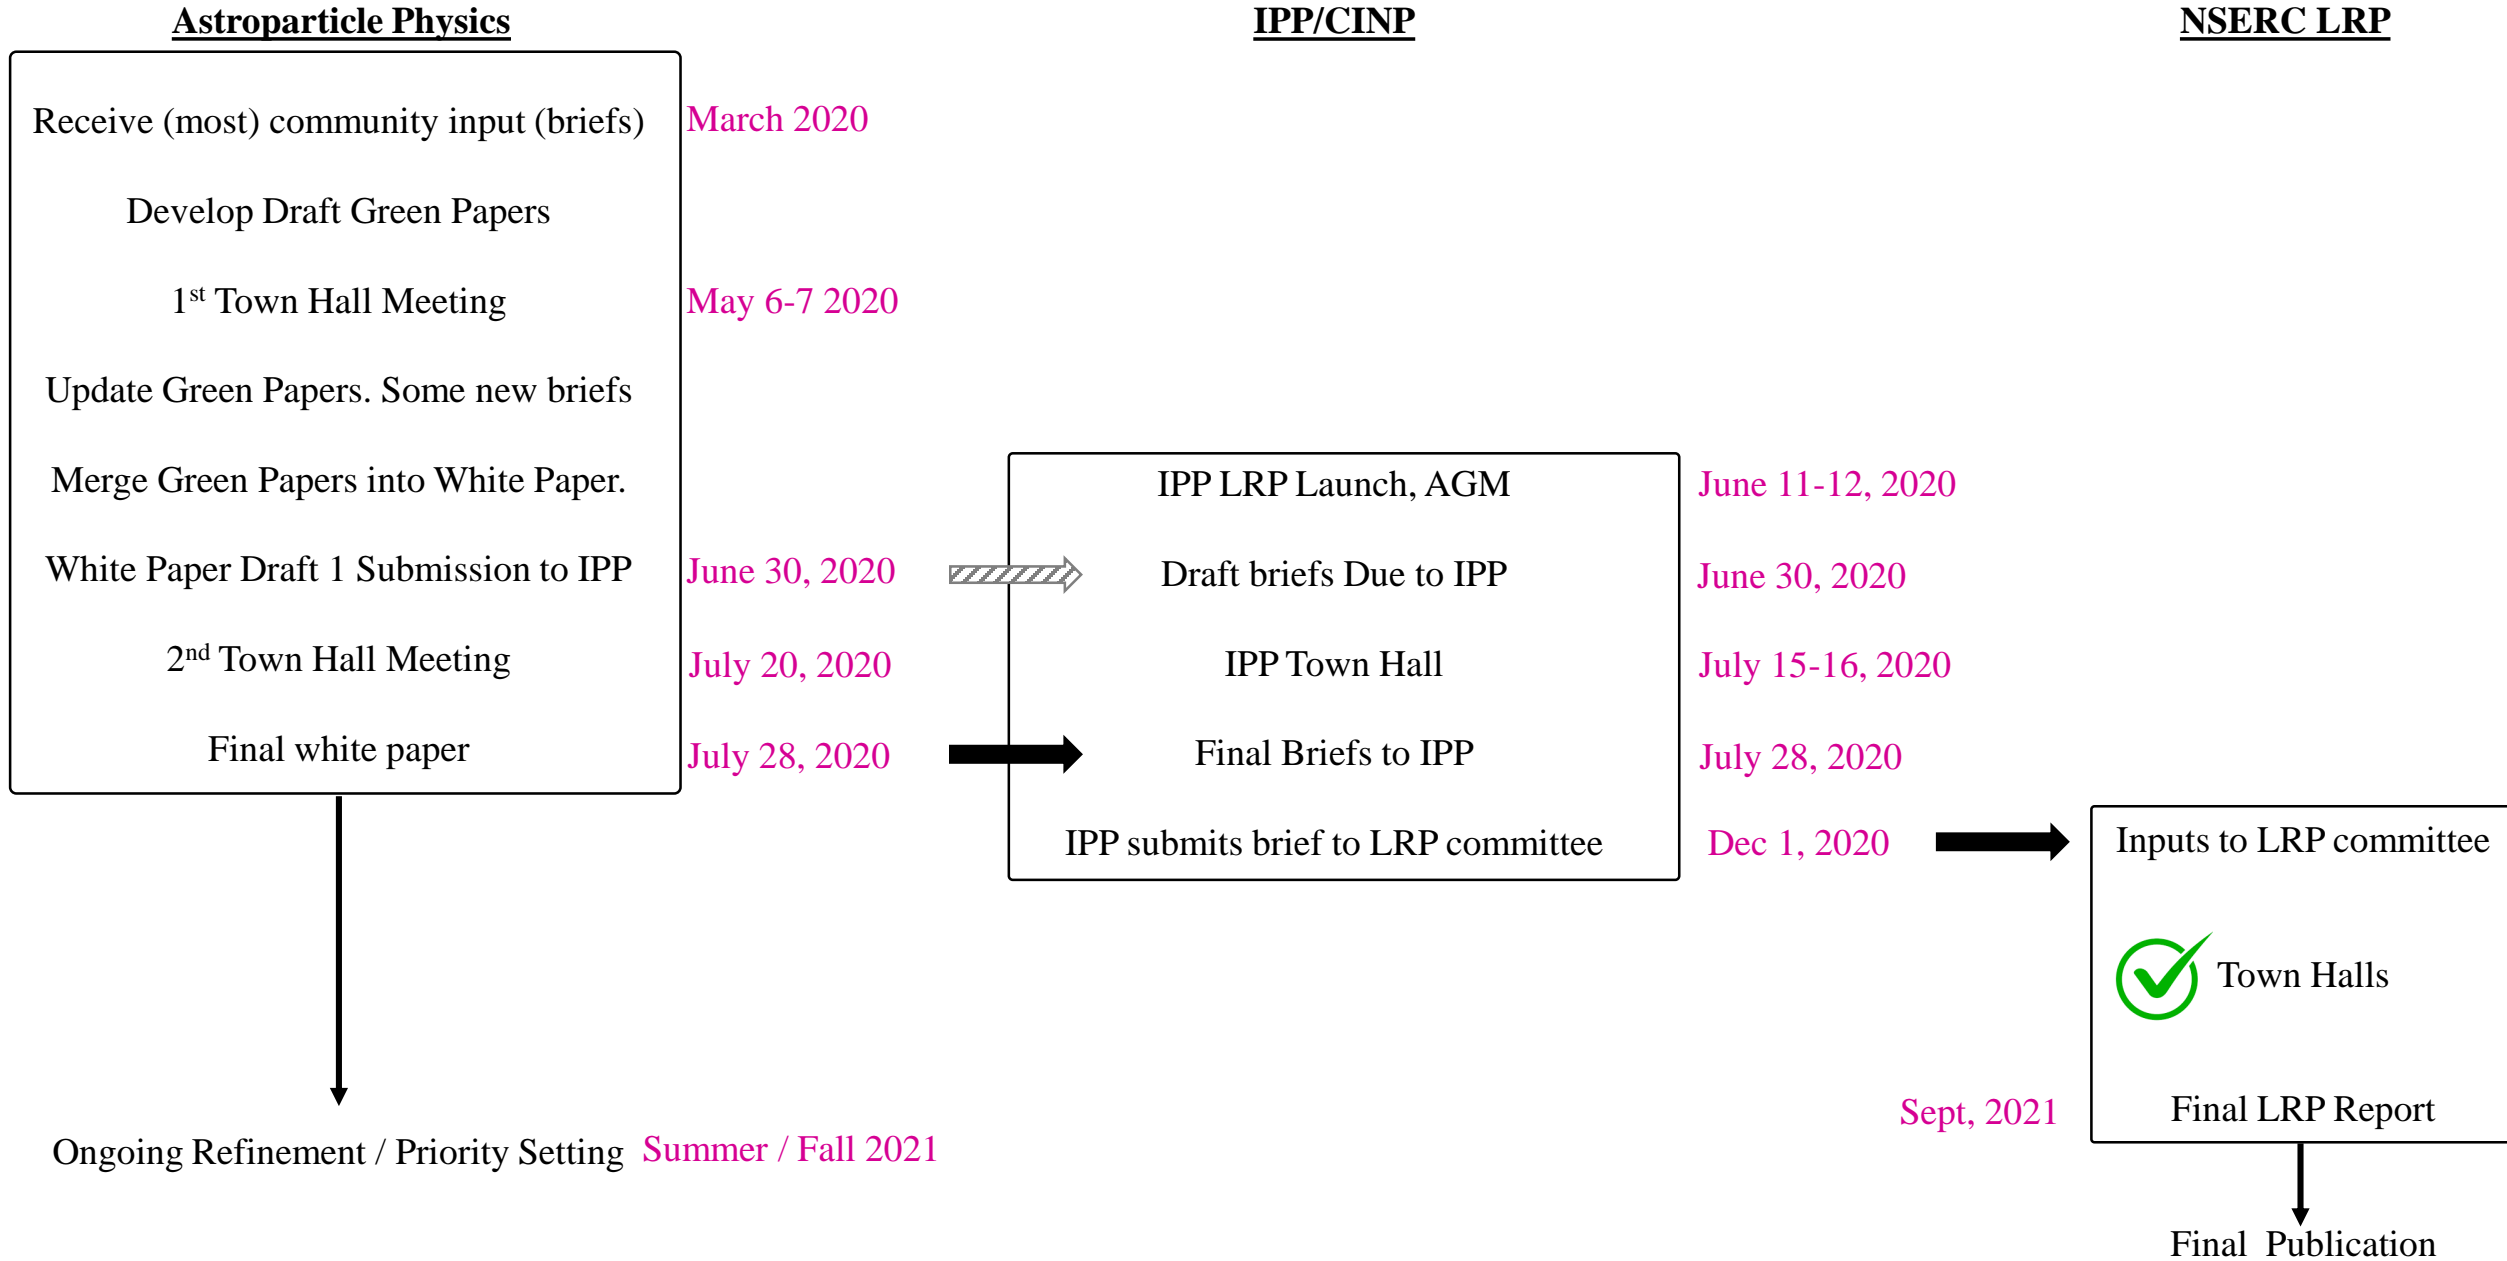 Astroparticle Physics
IPP/CINP
NSERC LRP
Receive (most) community input (briefs)
March 2020
Develop Draft Green Papers
1st Town Hall Meeting
May 6-7 2020
Update Green Papers. Some new briefs
Merge Green Papers into White Paper.
IPP LRP Launch, AGM
June 11-12, 2020
White Paper Draft 1 Submission to IPP
June 30, 2020
Draft briefs Due to IPP
June 30, 2020
2nd Town Hall Meeting
July 20, 2020
IPP Town Hall
July 15-16, 2020
Final white paper
July 28, 2020
Final Briefs to IPP
July 28, 2020
IPP submits brief to LRP committee
Dec 1, 2020
Inputs to LRP committee
Town Halls
Sept, 2021
Final LRP Report
Ongoing Refinement / Priority Setting
Summer / Fall 2021
Final Publication